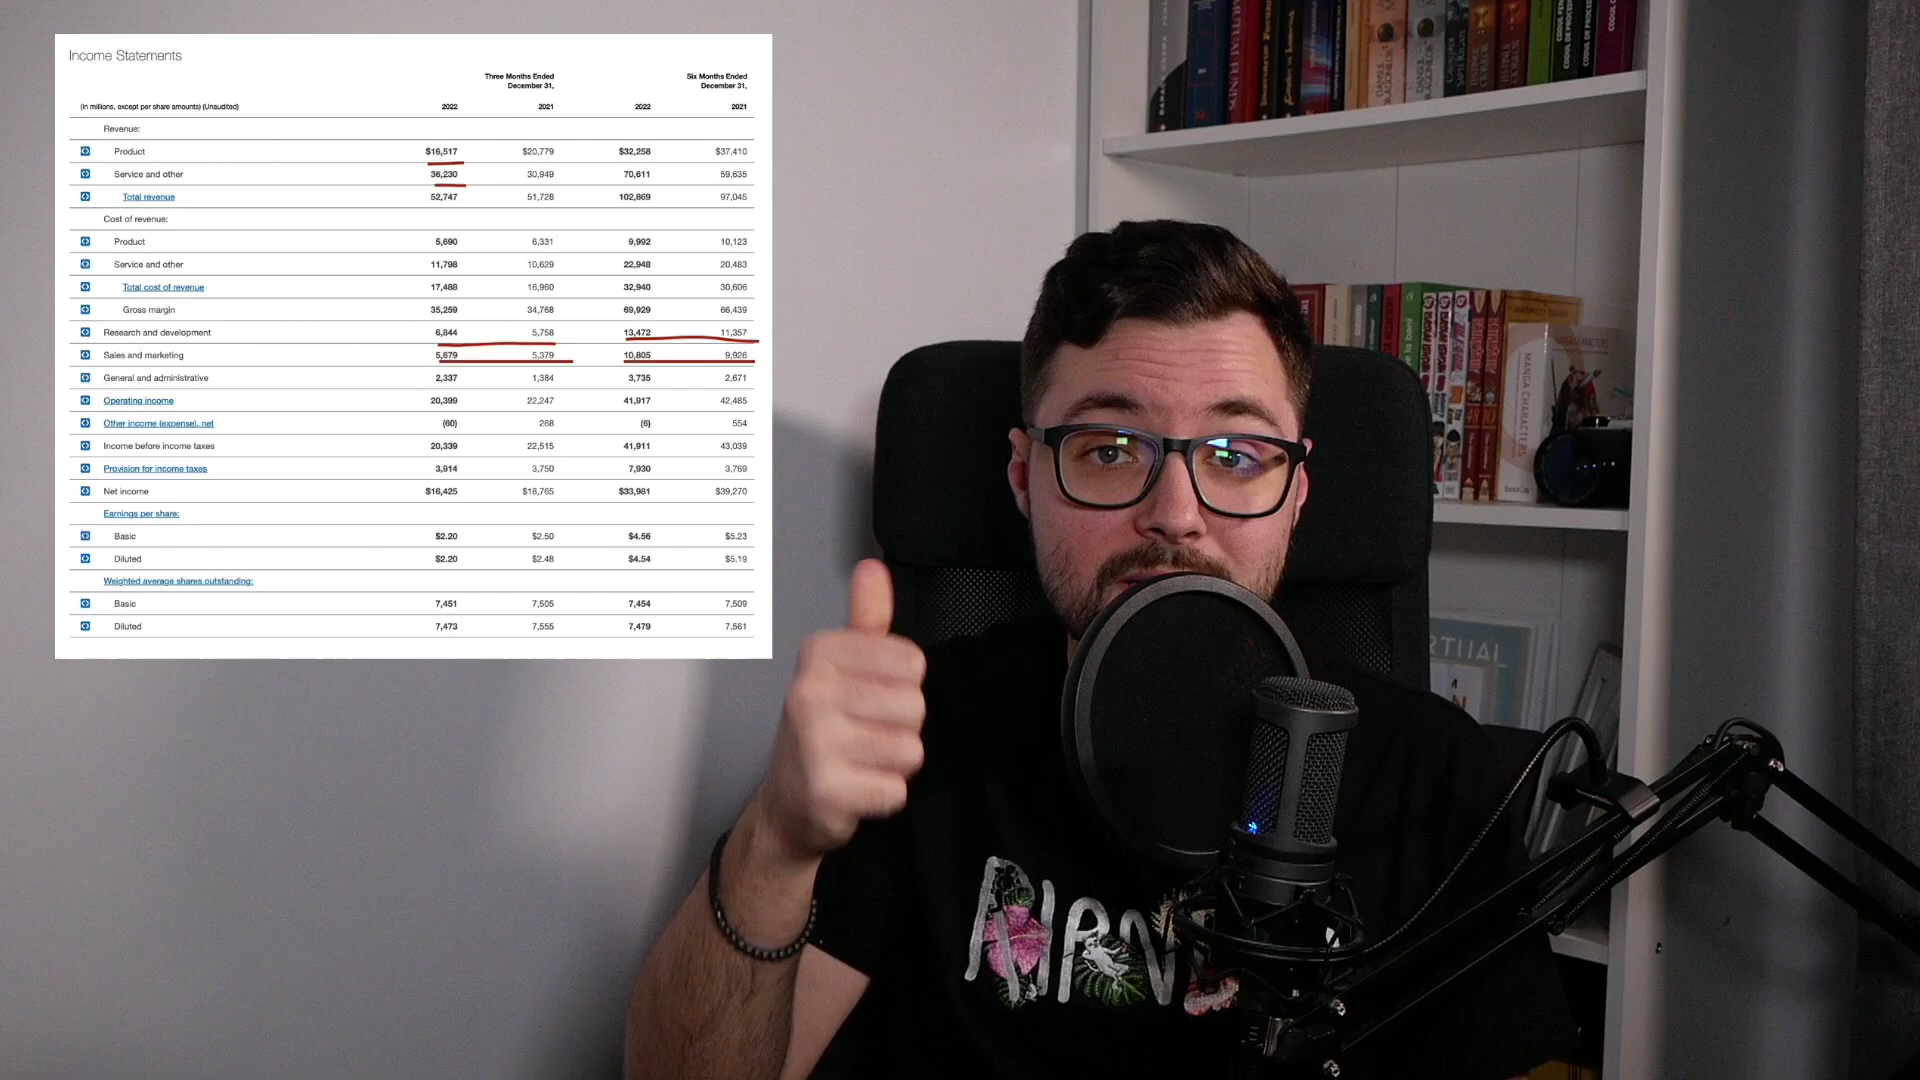 Income Statements
Three Months Ended December 31, Six Months Ended December 31,
(In millions, except per share amounts) (Unaudited) 2022 2021 2022 2021
Revenue:
Product $16,517 $20,779 $32,258 $37,410
Service and other 36,230 30,949 70,611 59,635
Total revenue 52,747 51,728 102,869 97,045
Cost of revenue:
Product 5,690 6,331 9,992 10,123
Service and other 11,798 10,629 22,948 20,483
Total cost of revenue 17,488 16,960 32,940 30,606
Gross margin 35,259 34,768 69,929 66,439
Research and development 6,844 5,758 13,472 11,357
Sales and marketing 5,679 5,379 10,805 9,926
General and administrative 2,337 1,384 3,735 2,671
Operating income 20,399 22,247 41,917 42,485
Other income (expense), net (60) 268 (6) 554
Income before income taxes 20,339 22,515 41,911 43,039
Provision for income taxes 3,914 3,750 7,930 3,769
Net income $16,425 $18,765 $33,981 $39,270
Earnings per share:
Basic $2.20 $2.50 $4.56 $5.23
Diluted $2.20 $2.48 $4.54 $5.19
Weighted average shares outstanding:
Basic 7,451 7,505 7,454 7,509
Diluted 7,473 7,555 7,479 7,561
MUTUAL FUNDS
DANSUL DRAGONILOR
MANGA CHARACTERS